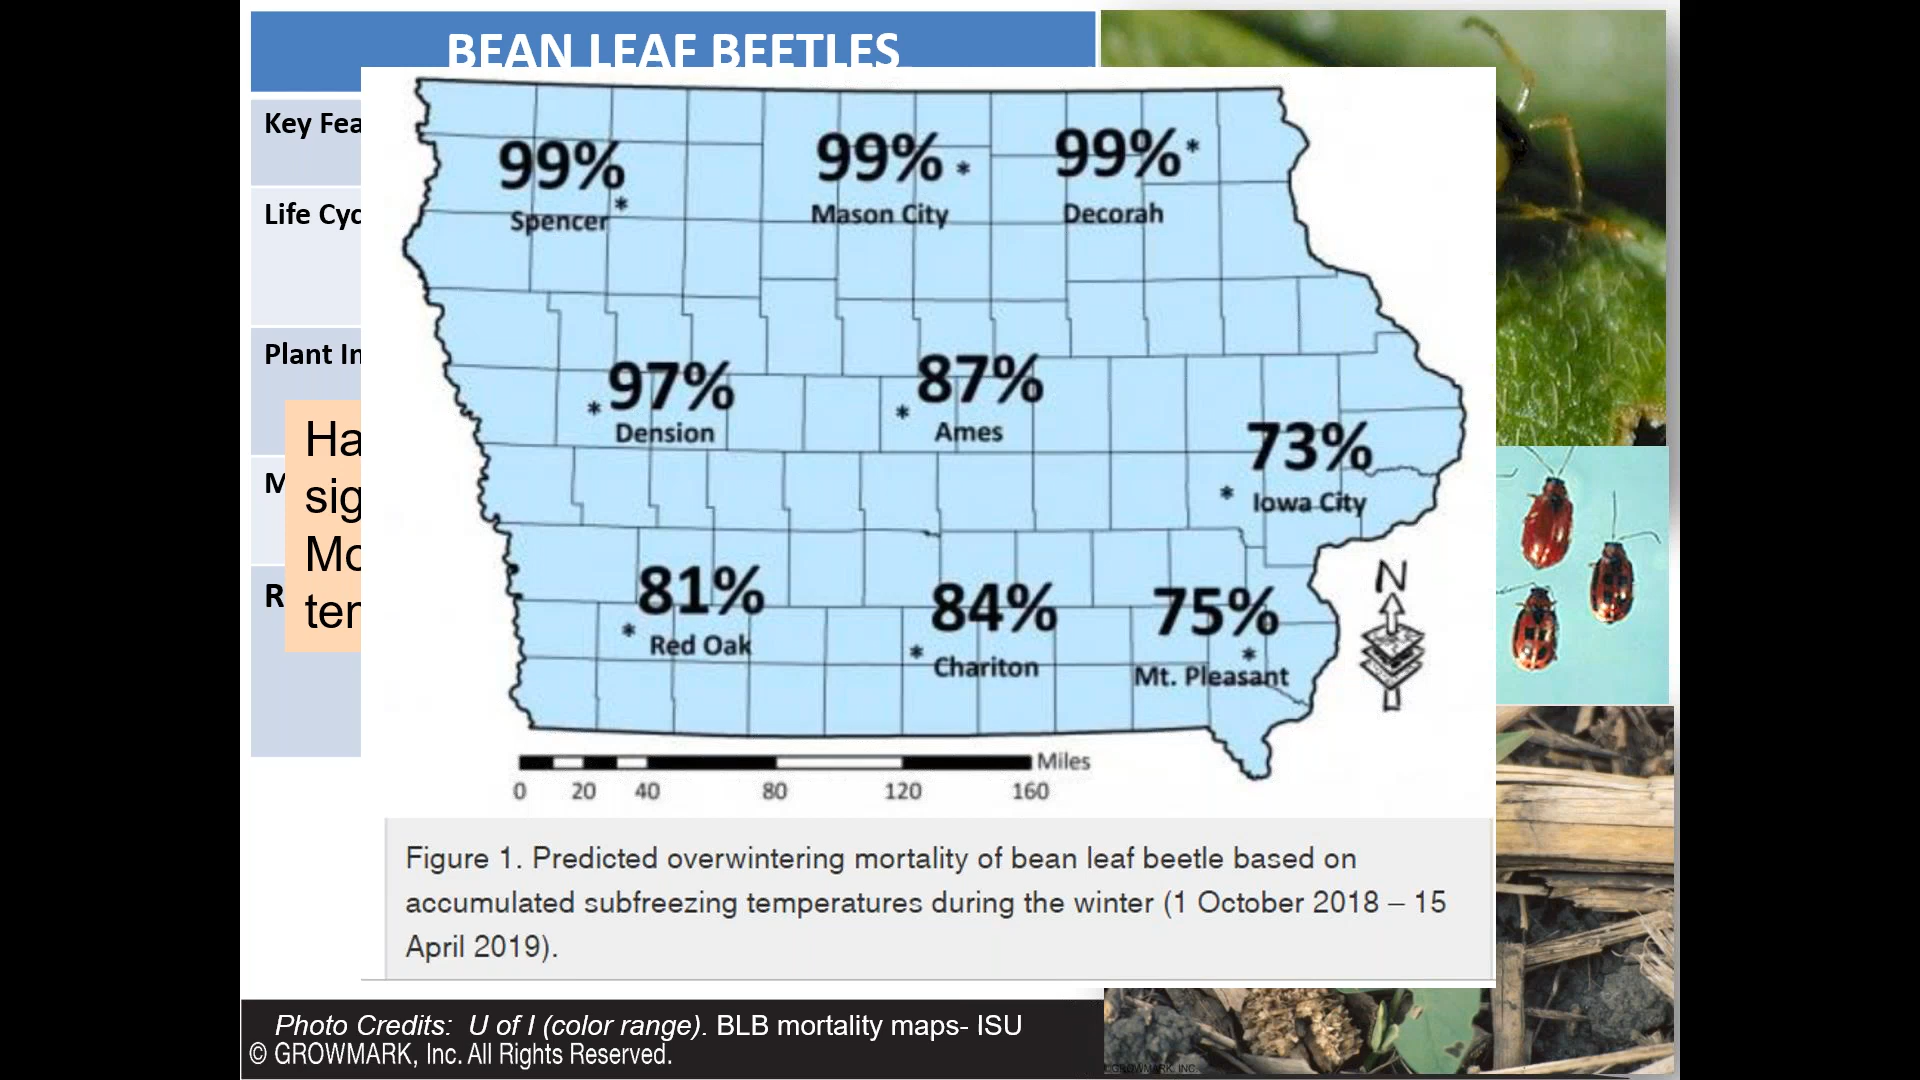 BEAN LEAF BEETLES
Key Fea
Life Cyc
Plant In
M
R
Ha
sig
Mo
ter
99%
Spencer
*
99% *
Mason City
99% *
Decorah
* 97%
Dension
87%
* Ames
73%
* Iowa City
81%
* Red Oak
84%
* Chariton
75%
*
Mt. Pleasant
N
Miles
0 20 40 80 120 160
Figure 1. Predicted overwintering mortality of bean leaf beetle based on
accumulated subfreezing temperatures during the winter (1 October 2018 – 15
April 2019).
Photo Credits: U of I (color range). BLB mortality maps- ISU
© GROWMARK, Inc. All Rights Reserved.
©GROWMARK, INC.